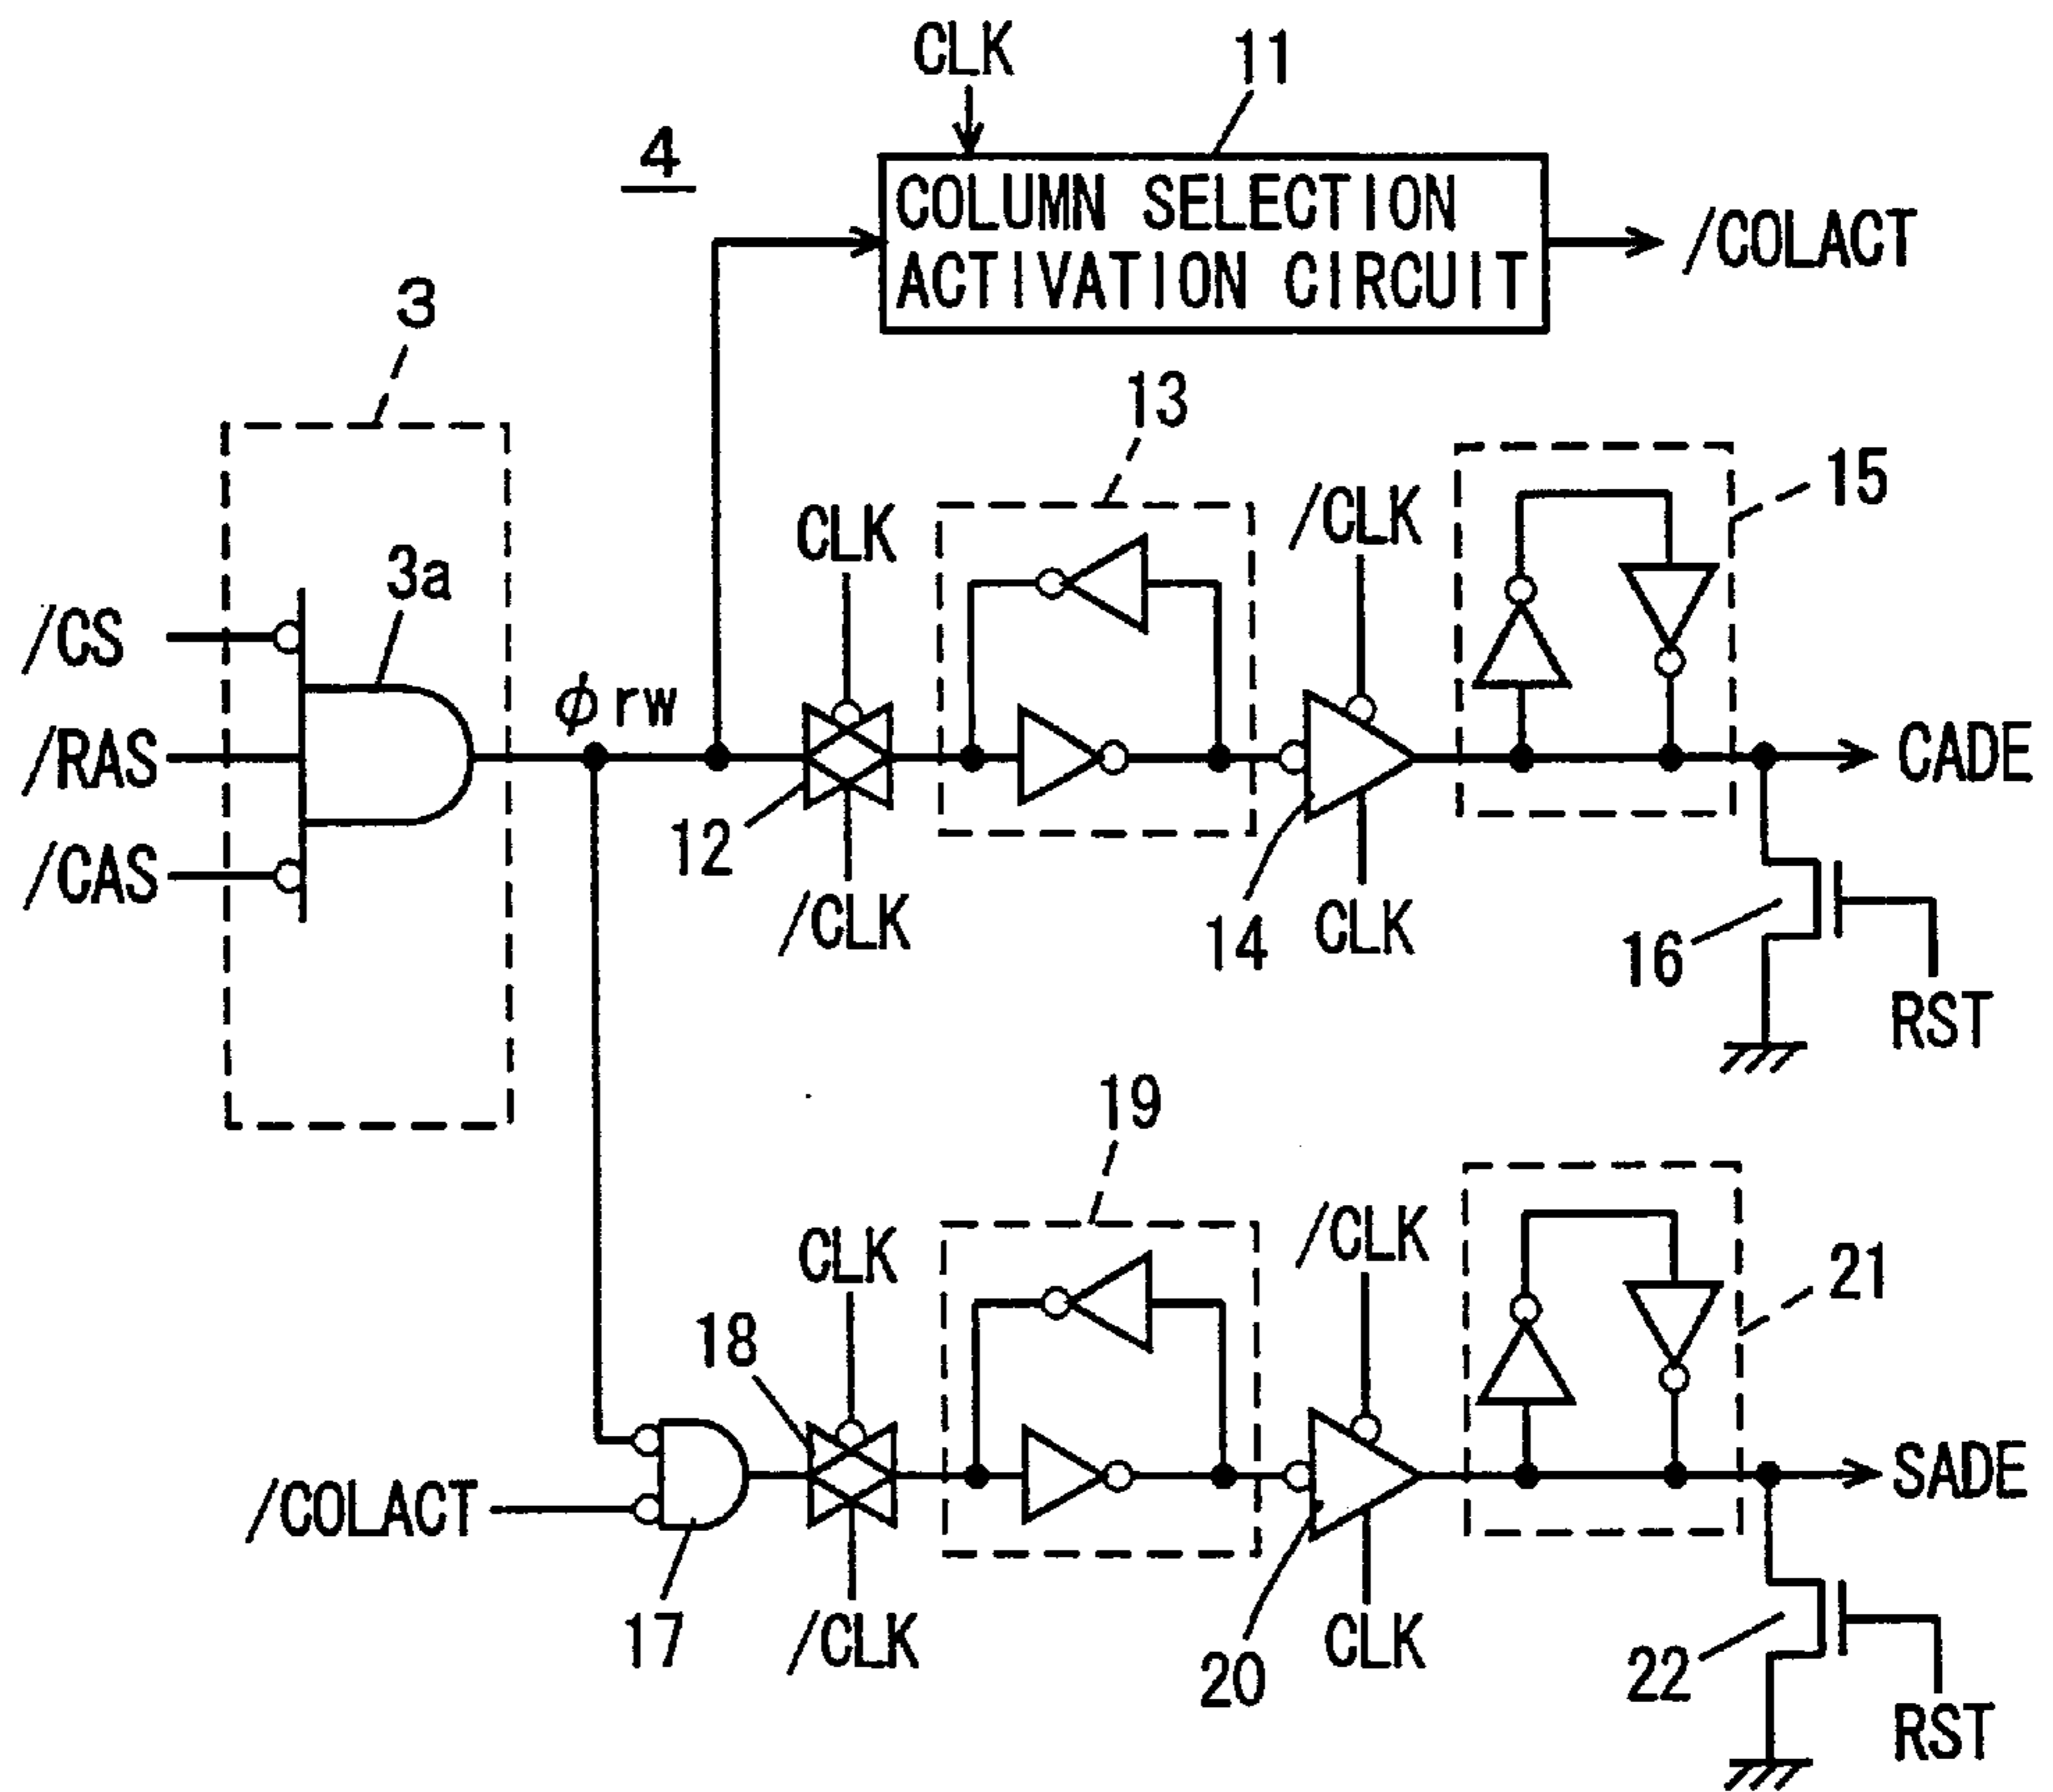 CLK
11
4
COLUMN SELECTION
ACTIVATION CIRCUIT
/COLACT
3
13
15
CLK
/CLK
3a
/CS
φrw
/RAS
CADE
12
/CAS
/CLK
14
CLK
16
RST
19
CLK
/CLK
21
18
SADE
/COLACT
17
/CLK
20
CLK
22
RST